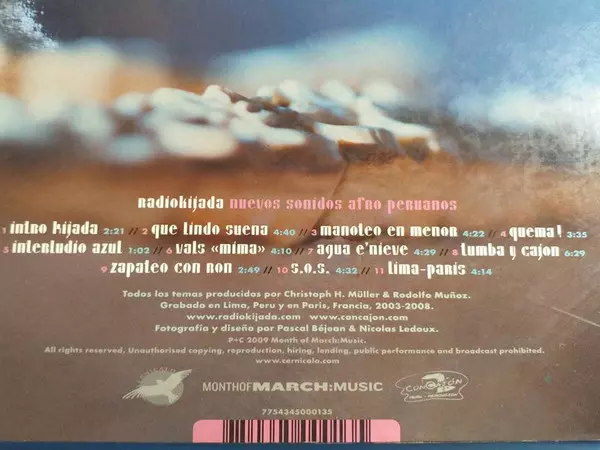 radiokijada nuevos sonidos afro peruanos
1 intro kijada 2:21 // 2 que lindo suena 4:40 // 3 manoteo en menor 4:22 // 4 quema! 3:35
5 interludio azul 1:02 // 6 vals «mima» 4:10 // 7 agua e'nieve 4:29 // 8 tumba y cajon 6:29
9 zapateo con non 2:49 // 10 s.o.s. 4:32 // 11 lima-parís 4:14
Todos los temas producidos por Christoph H. Müller & Rodolfo Muñoz.
Grabado en Lima, Peru y en Paris, Francia, 2003-2008.
www.radiokijada.com // www.concajon.com
Fotografía y diseño por Pascal Béjean & Nicolas Ledoux.
P+C 2009 Month of March:Music.
All rights reserved, Unauthorised copying, reproduction, hiring, lending, public performance and broadcast prohibited.
www.cernicalo.com
MONTHOFMARCH:MUSIC
CONCAJÓN
7754345000135